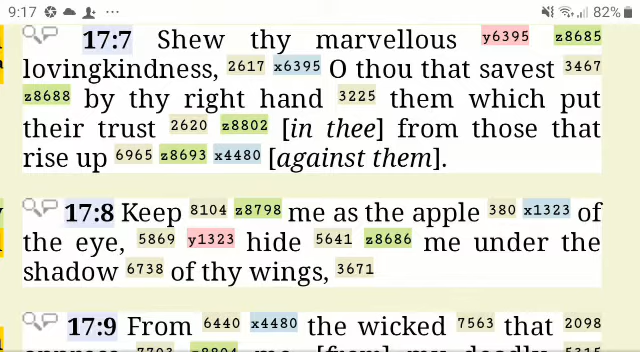 9:17 82%
17:7 Shew thy marvellous y6395 z8685
lovingkindness, 2617 x6395 O thou that savest 3467
z8688 by thy right hand 3225 them which put
their trust 2620 z8802 [in thee] from those that
rise up 6965 z8693 x4480 [against them].
17:8 Keep 8104 z8798 me as the apple 380 x1323 of
the eye, 5869 y1323 hide 5641 z8686 me under the
shadow 6738 of thy wings, 3671
17:9 From 6440 x4480 the wicked 7563 that 2098